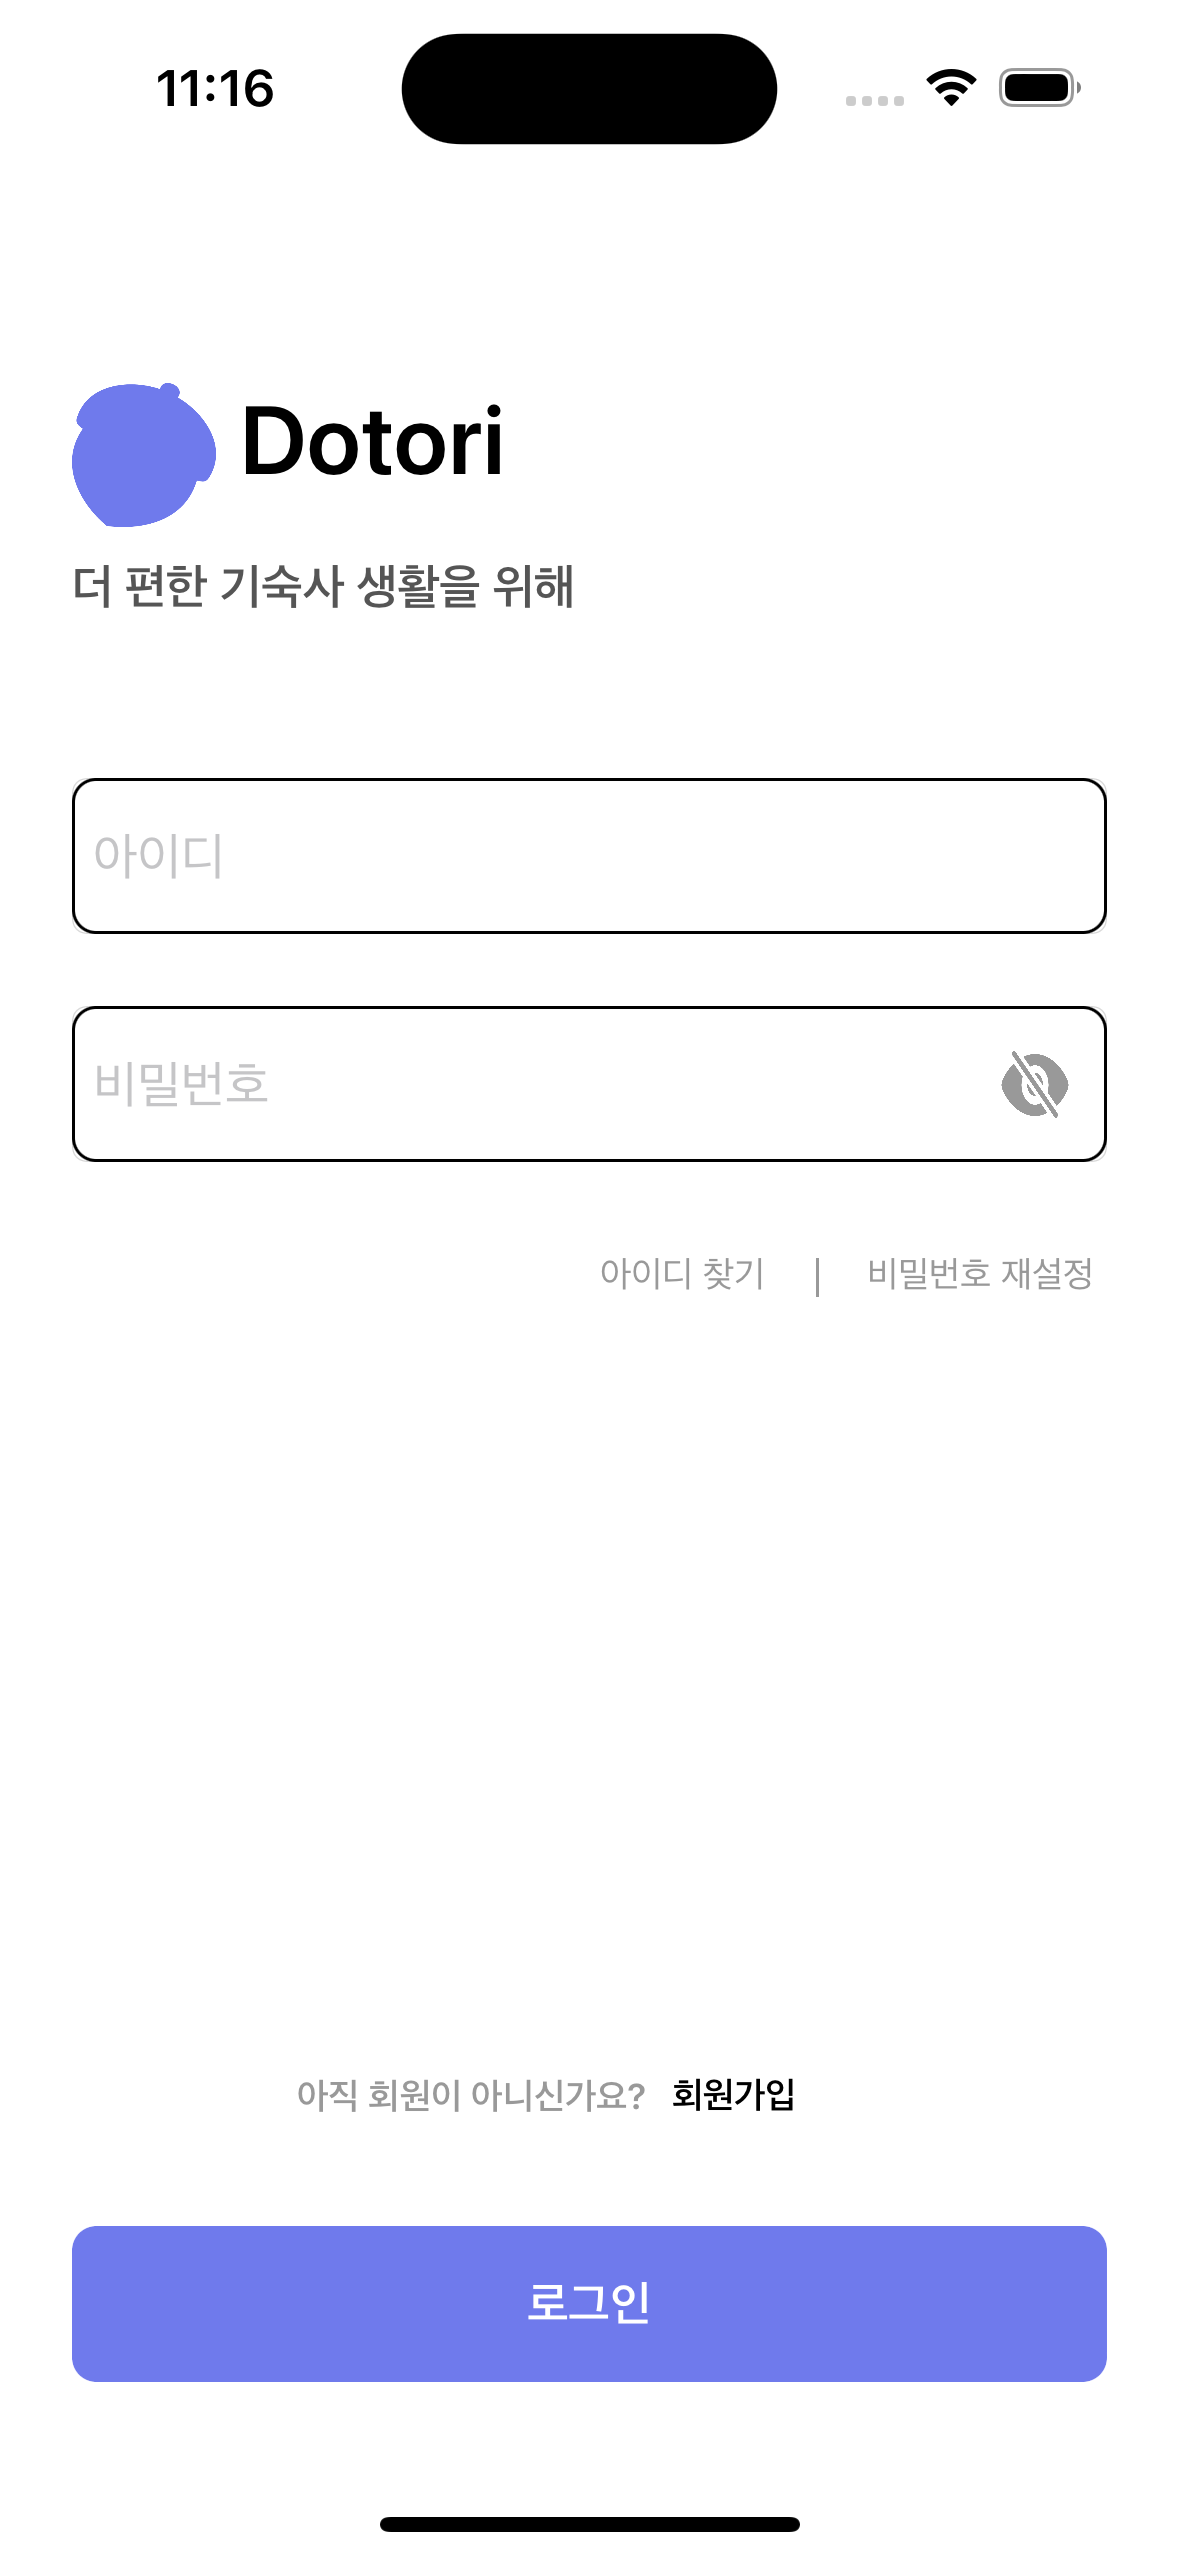 11:16
Dotori
더 편한 기숙사 생활을 위해
아이디
비밀번호
아이디 찾기 | 비밀번호 재설정
아직 회원이 아니신가요? 회원가입
로그인